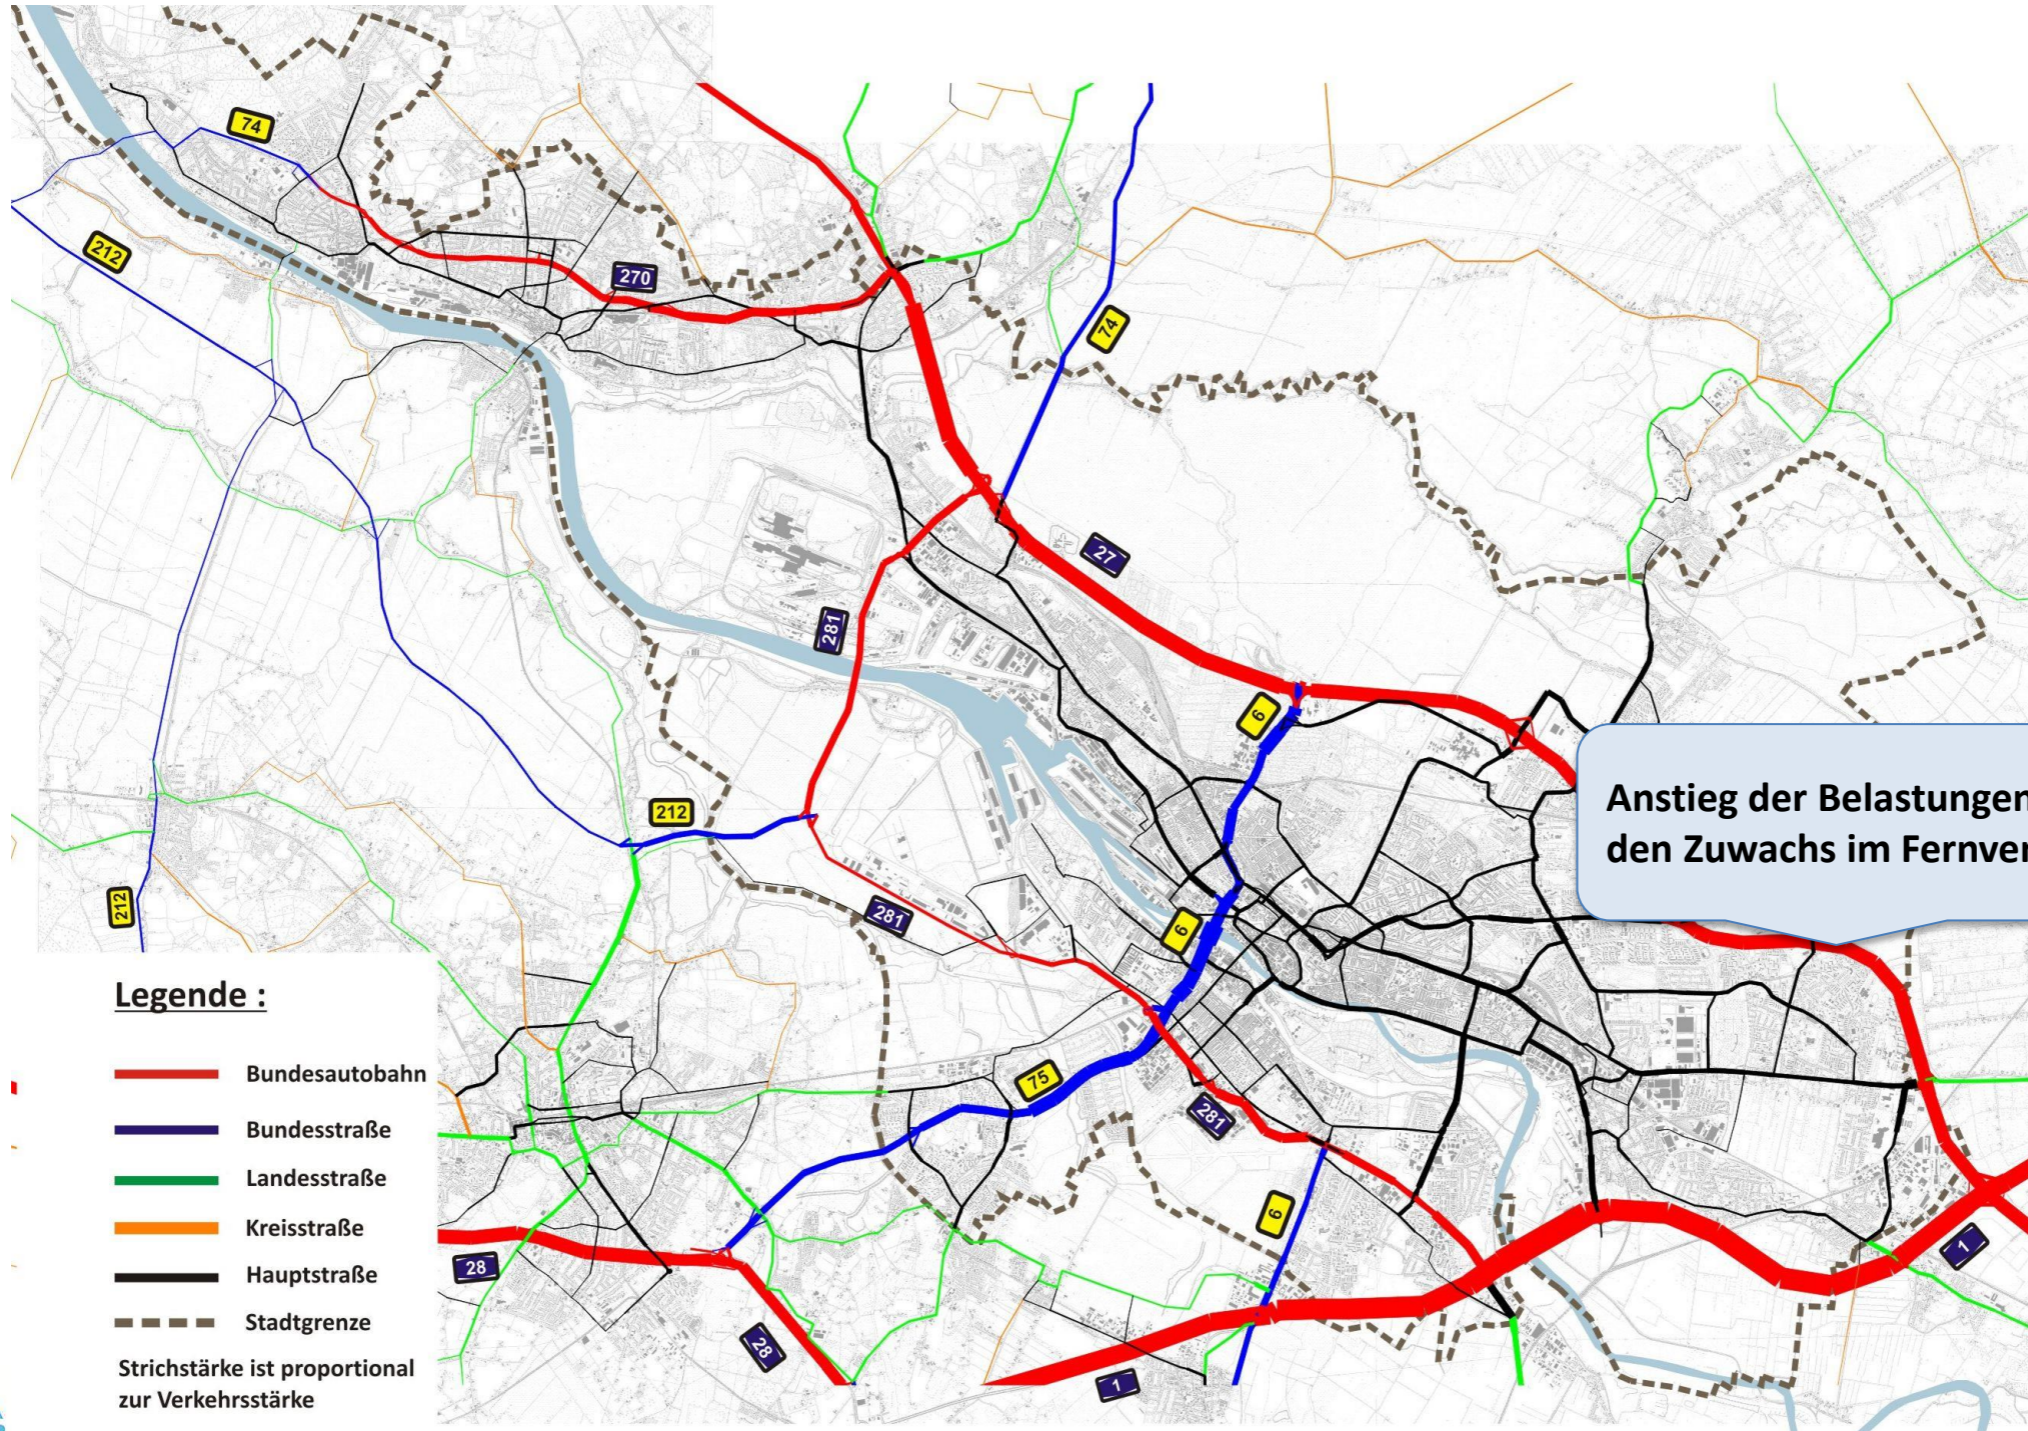 74
212
270
74
27
281
6
Anstieg der Belastungen
den Zuwachs im
212
212
281
6
Legende :
75
Bundesautobahn
281
Bundesstraße
Landesstraße
6
Kreisstraße
1
28
Hauptstraße
Stadtgrenze
28
Strichstärke ist proportional
1
zur Verkehrsstärke